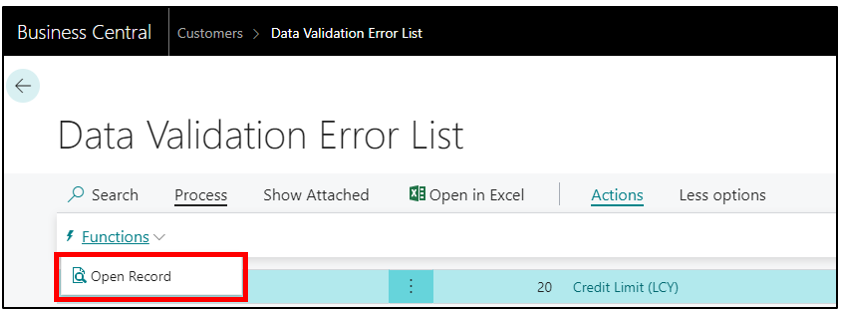 Business Central Customers > Data Validation Error List
Data Validation Error List
Search Process Show Attached Open in Excel Actions Less options
Functions
Open Record 20 Credit Limit (LCY)